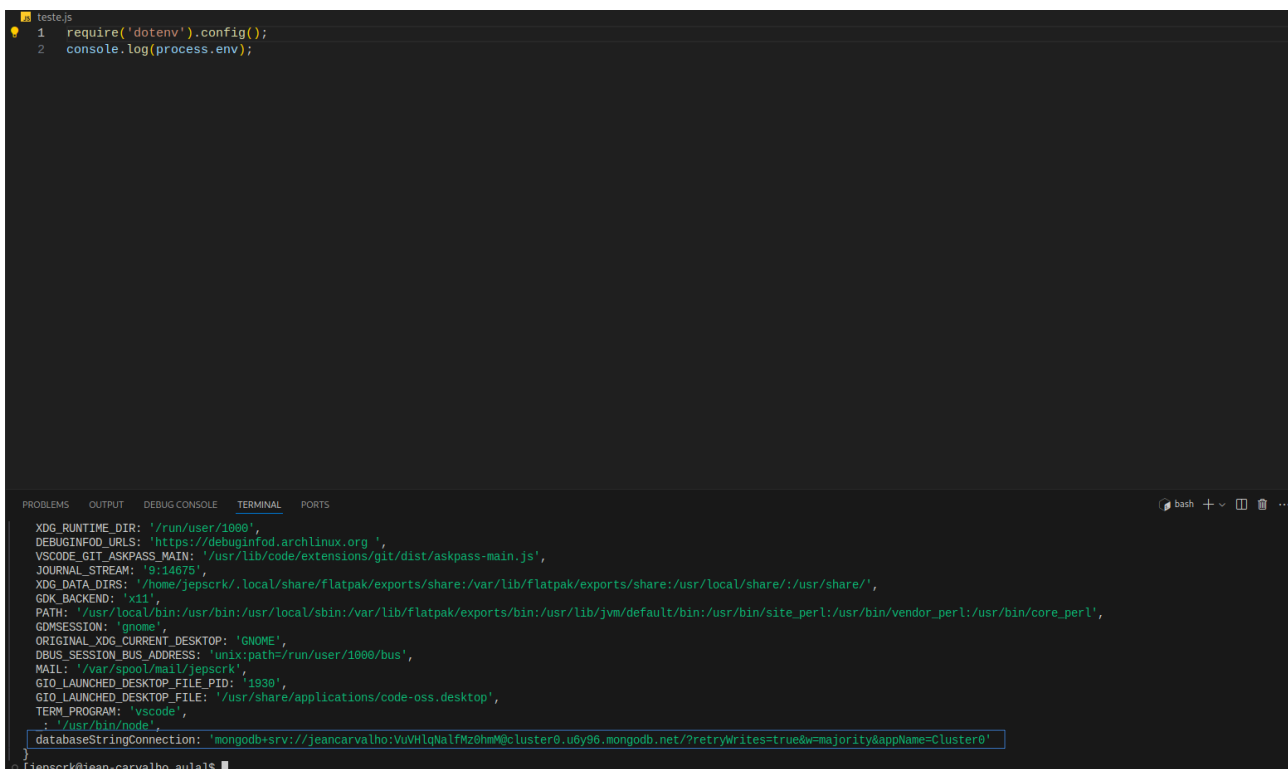 teste.js
1 require('dotenv').config();
2 console.log(process.env);
PROBLEMS OUTPUT DEBUG CONSOLE TERMINAL PORTS bash
XDG_RUNTIME_DIR: '/run/user/1000',
DEBUGINFOD_URLS: 'https://debuginfod.archlinux.org ',
VSCODE_GIT_ASKPASS_MAIN: '/usr/lib/code/extensions/git/dist/askpass-main.js',
JOURNAL_STREAM: '9:14675',
XDG_DATA_DIRS: '/home/jepscrk/.local/share/flatpak/exports/share:/var/lib/flatpak/exports/share:/usr/local/share/:/usr/share/',
GDK_BACKEND: 'x11',
PATH: '/usr/local/bin:/usr/bin:/usr/local/sbin:/var/lib/flatpak/exports/bin:/usr/lib/jvm/default/bin:/usr/bin/site_perl:/usr/bin/vendor_perl:/usr/bin/core_perl',
GDMSESSION: 'gnome',
ORIGINAL_XDG_CURRENT_DESKTOP: 'GNOME',
DBUS_SESSION_BUS_ADDRESS: 'unix:path=/run/user/1000/bus',
MAIL: '/var/spool/mail/jepscrk',
GIO_LAUNCHED_DESKTOP_FILE_PID: '1930',
GIO_LAUNCHED_DESKTOP_FILE: '/usr/share/applications/code-oss.desktop',
TERM_PROGRAM: 'vscode',
_: '/usr/bin/node',
databaseStringConnection: 'mongodb+srv://jeancarvalho:VuVHlqNalfMz0hmM@cluster0.u6y96.mongodb.net/?retryWrites=true&w=majority&appName=Cluster0'
}
[jepscrk@jean-carvalho aula]$